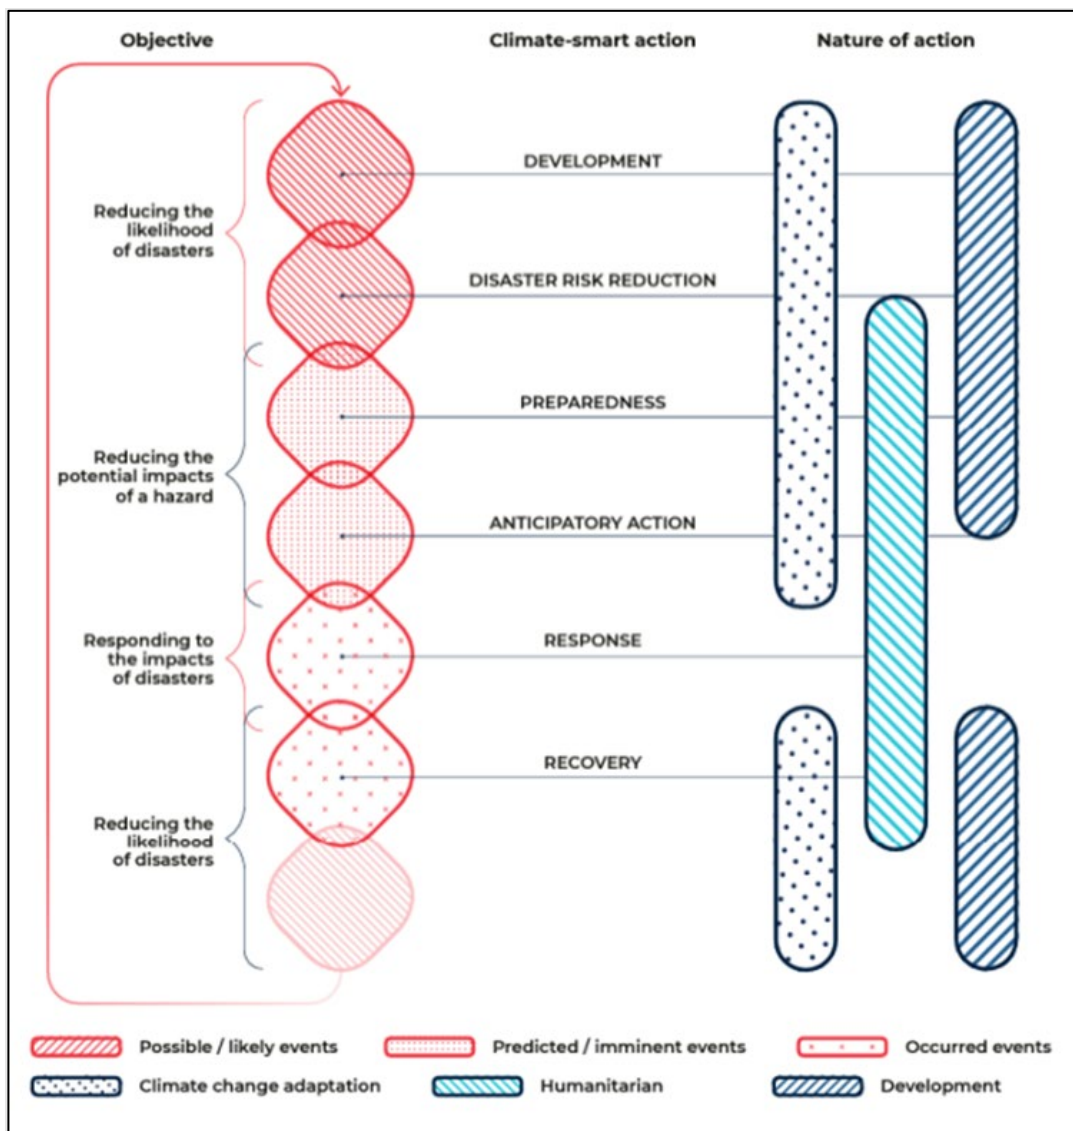 Objective
Climate-smart action
Nature of action
DEVELOPMENT
Reducing the
likelihood
of disasters
DISASTER RISK REDUCTION
PREPAREDNESS
Reducing the
potential impacts
of a hazard
ANTICIPATORY ACTION
Responding to
the impacts
of disasters
RESPONSE
RECOVERY
Reducing the
likelihood
of disasters
Possible / likely events
Predicted / imminent events
Occurred events
Climate change adaptation
Humanitarian
Development